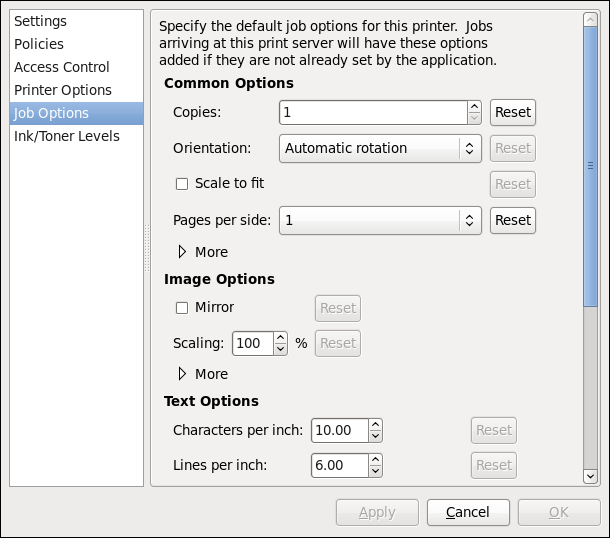 Settings
Policies
Access Control
Printer Options
Job Options
Ink/Toner Levels
Specify the default job options for this printer.  Jobs
arriving at this print server will have these options
added if they are not already set by the application.
Common Options
Copies: 1 Reset
Orientation: Automatic rotation Reset
Scale to fit Reset
Pages per side: 1 Reset
More
Image Options
Mirror Reset
Scaling: 100 % Reset
More
Text Options
Characters per inch: 10.00 Reset
Lines per inch: 6.00 Reset
Apply Cancel OK